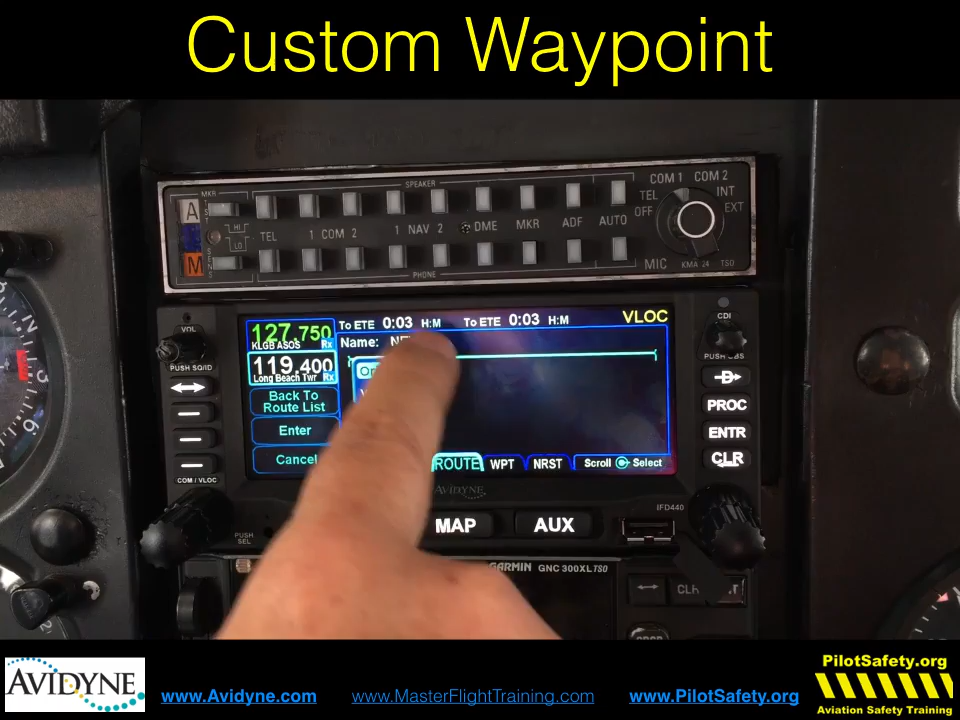 Custom Waypoint
MKR
SPEAKER
COM 1 COM 2
A
TEL
INT
OFF
EXT
HI
LO
TEL 1 COM 2 1 NAV 2 DME MKR ADF AUTO
M
PHONE
MIC KMA 24 TSO
VOL
PUSH SQ/ID
127.750 Rx
KLGB ASOS
119.400
Long Beach Twr Rx
Back To
Route List
Enter
Cancel
COM / VLOC
PUSH
SEL
To ETE 0:03 H:M To ETE 0:03 H:M VLOC
Name:
ROUTE WPT NRST Scroll Select
CDI
D
PROC
ENTR
CLR
AVIDYNE
IFD440
MAP AUX
GARMIN GNC 300XL TSO
AVIDYNE
www.Avidyne.com www.MasterFlightTraining.com www.PilotSafety.org
PilotSafety.org
Aviation Safety Training